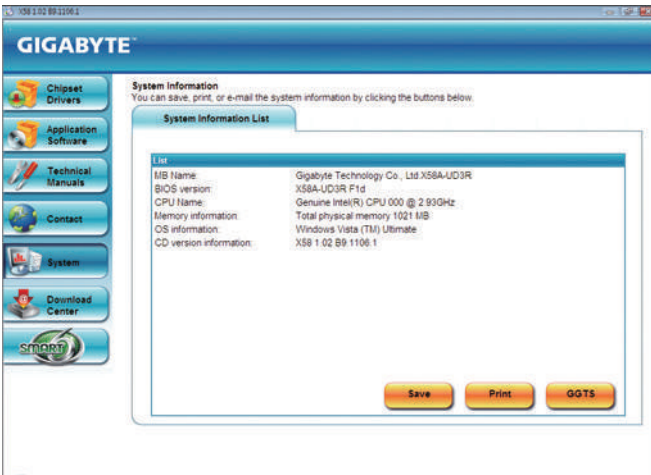 X58 1.02 B9.1106.1
GIGABYTE™
Chipset
Drivers
Application
Software
Technical
Manuals
Contact
System
Download
Center
SMART 6
System Information
You can save, print, or e-mail the system information by clicking the buttons below.
System Information List
List
MB Name: Gigabyte Technology Co., Ltd.X58A-UD3R
BIOS version: X58A-UD3R F1d
CPU Name: Genuine Intel(R) CPU 000 @ 2.93GHz
Memory information: Total physical memory 1021 MB
OS information: Windows Vista (TM) Ultimate
CD version information: X58 1.02 B9.1106.1
Save Print GGTS